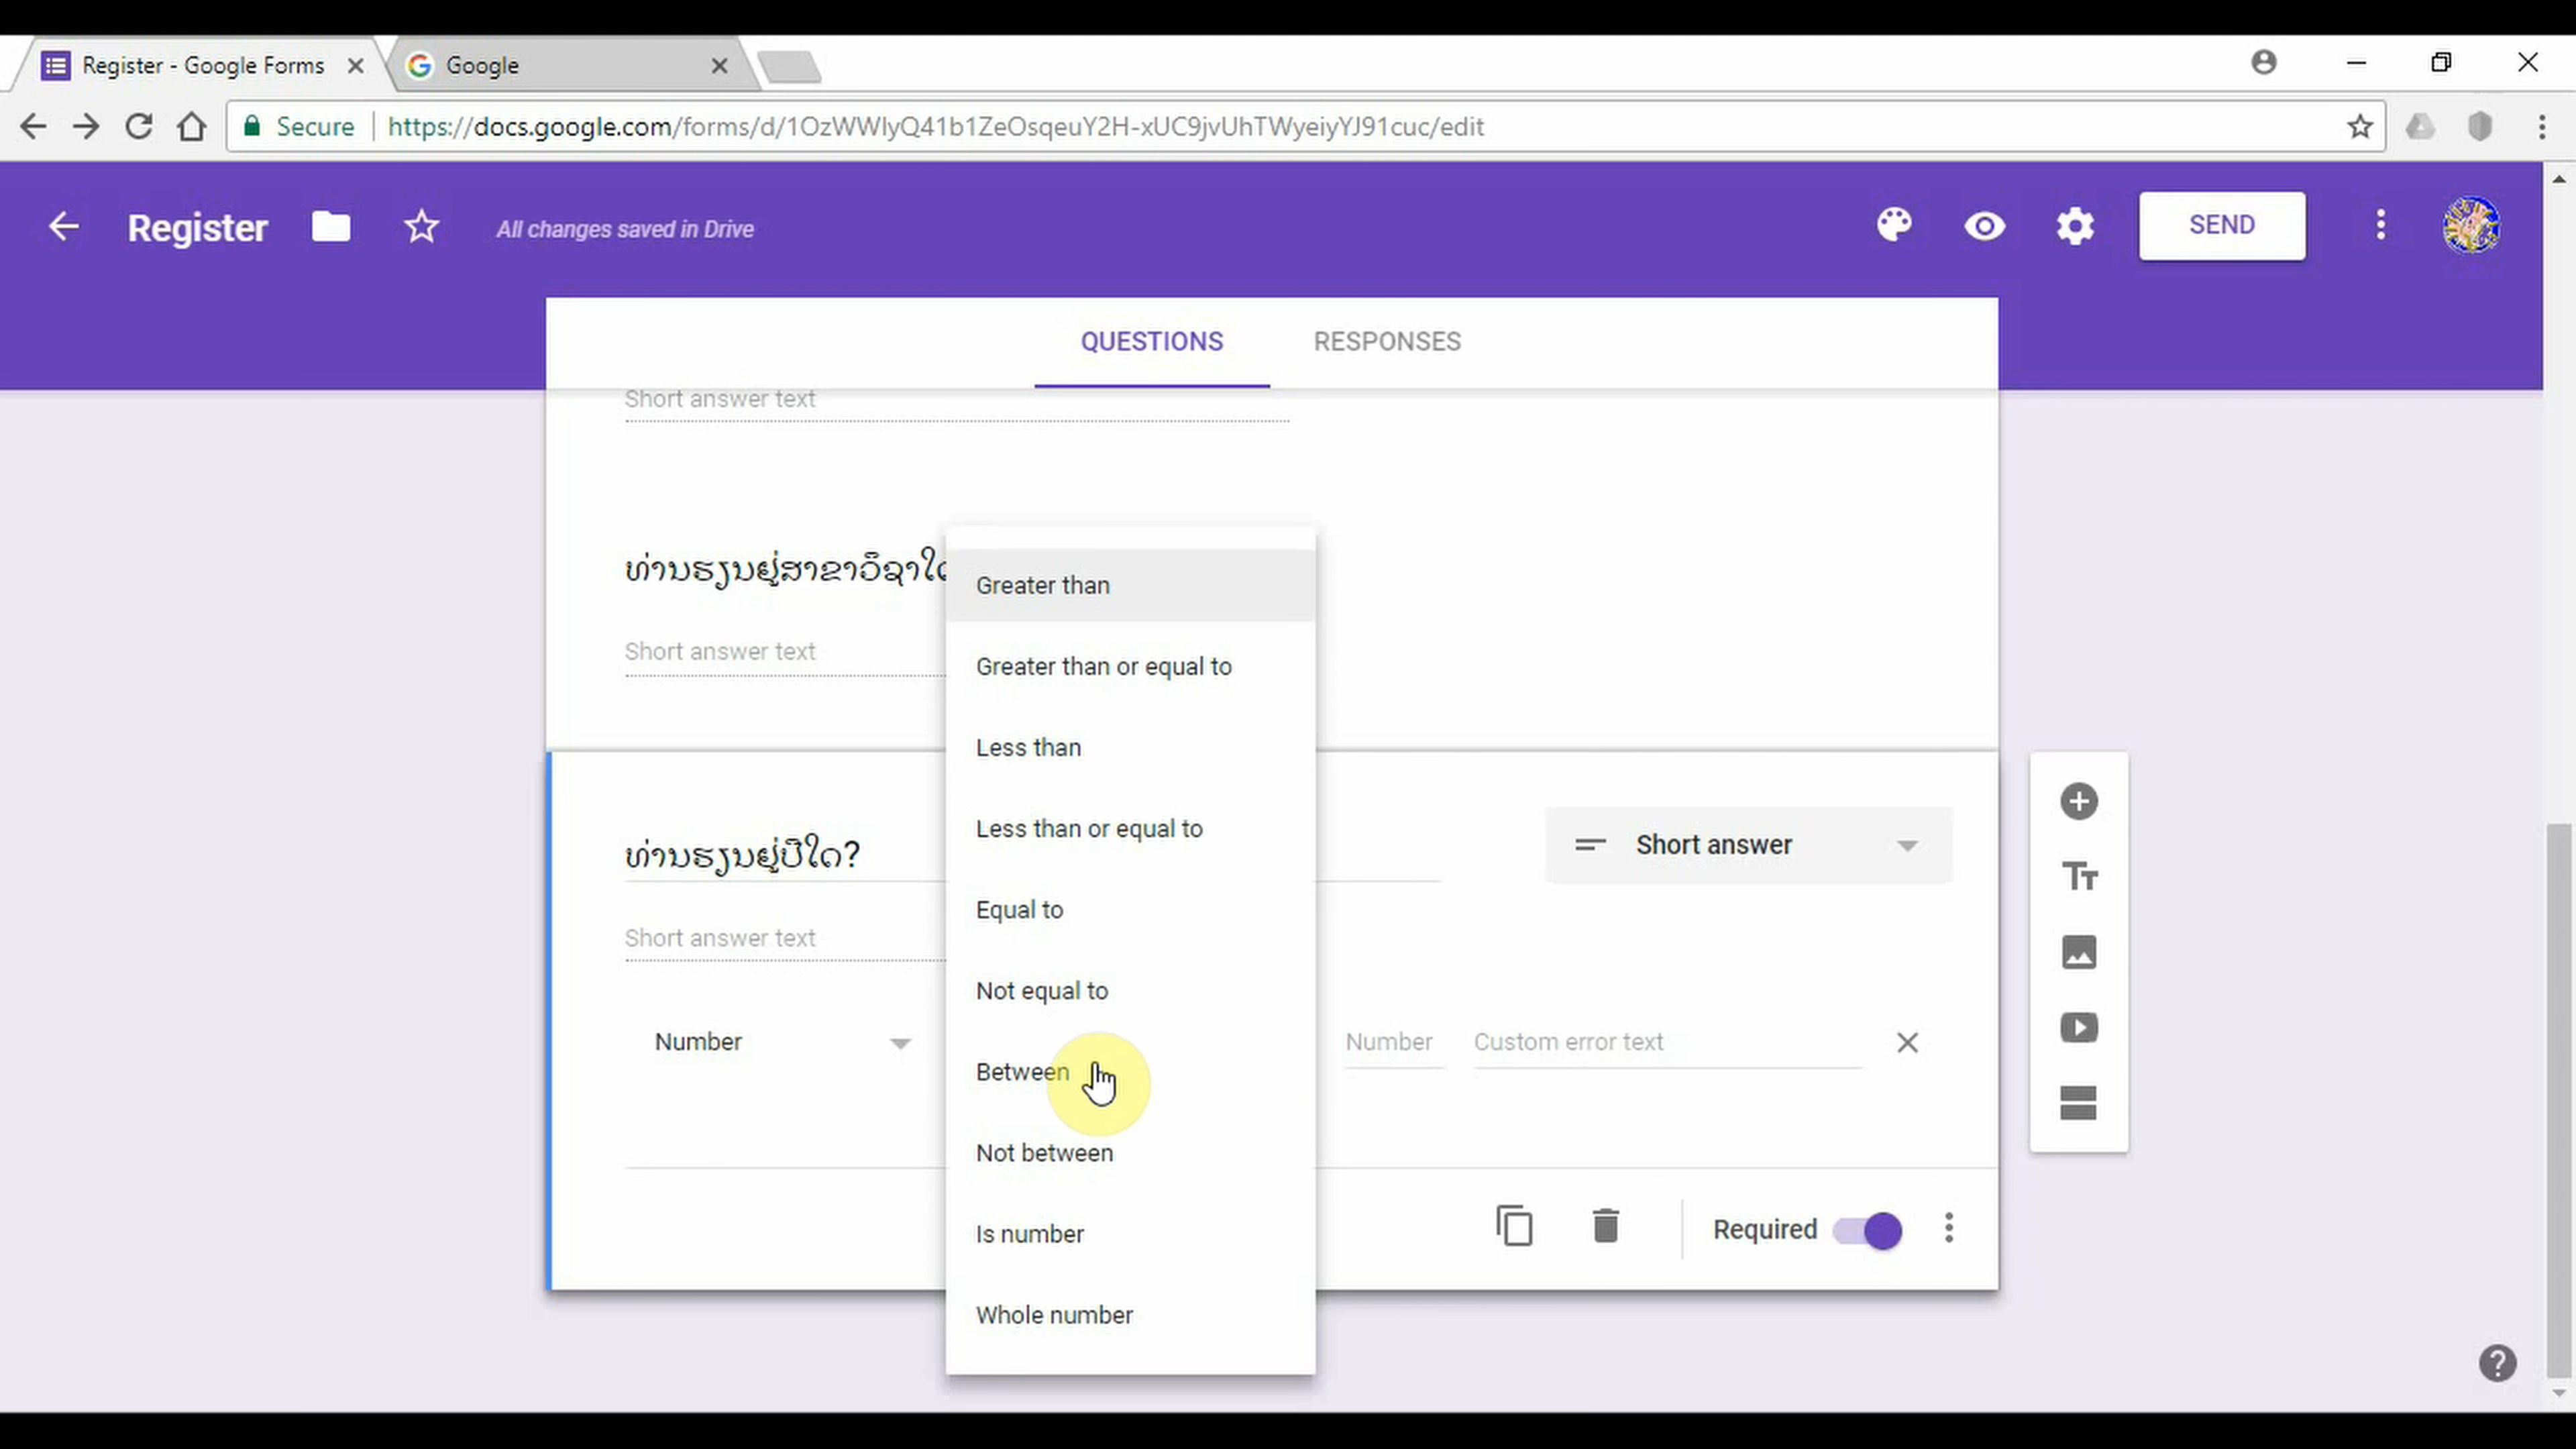 Register - Google Forms
Google
Secure
https://docs.google.com/forms/d/1OzWWlyQ41b1ZeOsqeuY2H-xUC9jvUhTWyeiyYJ91cuc/edit
Register
All changes saved in Drive
SEND
QUESTIONS
RESPONSES
Short answer text
ທ່ານຮຽນຢູ່ສາຂາວິຊາໃດ
Short answer text
Greater than
Greater than or equal to
Less than
Less than or equal to
Equal to
Not equal to
Between
Not between
Is number
Whole number
ທ່ານຮຽນຢູ່ປີໃດ?
Short answer
Short answer text
Number
Number
Custom error text
Required